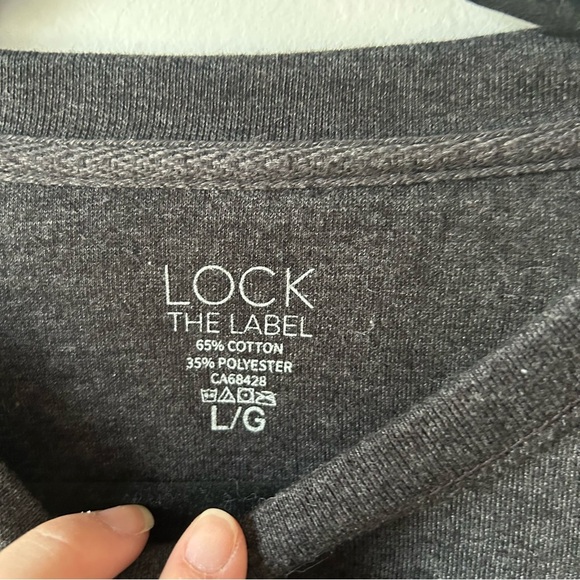 LOCK
THE LABEL
65% COTTON
35% POLYESTER
CA68428
L/G